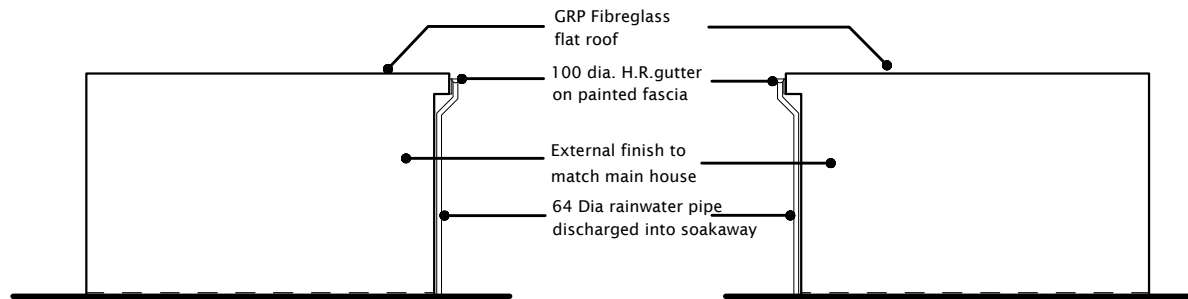 GRP Fibreglass
flat roof
100 dia. H.R.gutter
on painted fascia
External finish to
match main house
64 Dia rainwater pipe
discharged into soakaway